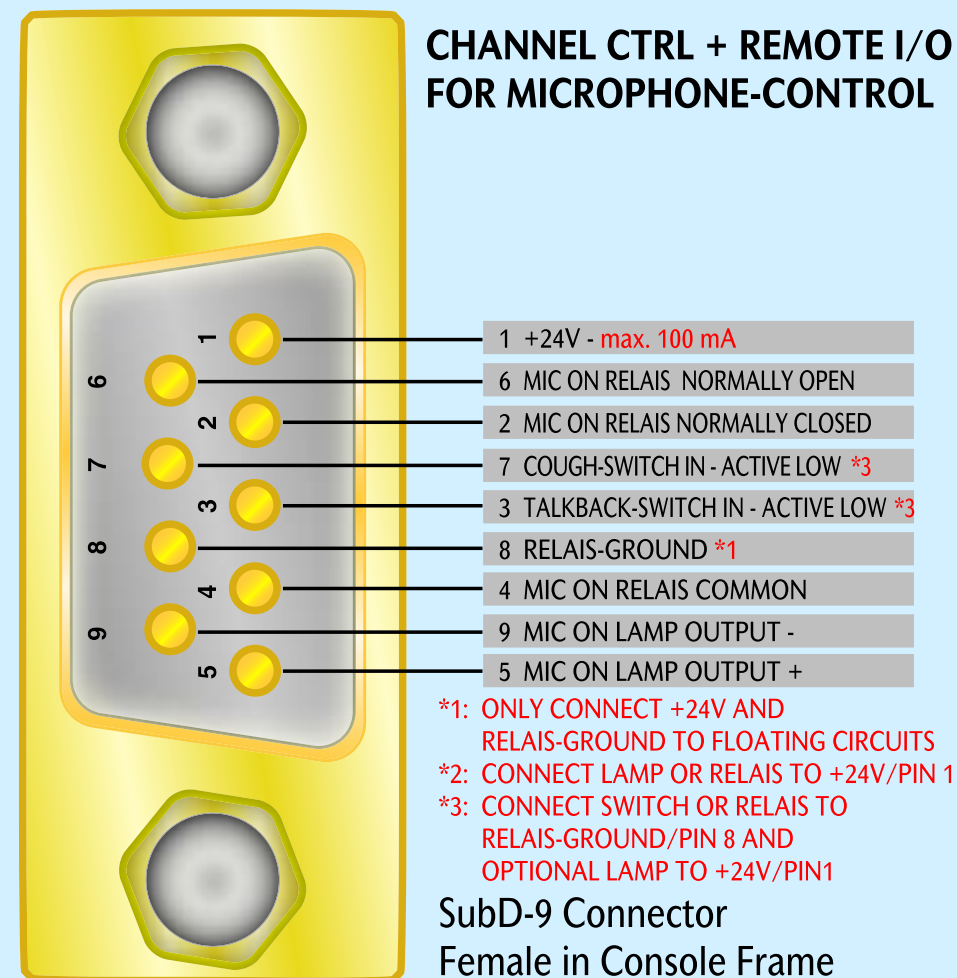 CHANNEL CTRL + REMOTE I/O
FOR MICROPHONE-CONTROL
1
6
2
7
3
8
4
9
5
1 +24V - max. 100 mA
6 MIC ON RELAIS NORMALLY OPEN
2 MIC ON RELAIS NORMALLY CLOSED
7 COUGH-SWITCH IN - ACTIVE LOW *3
3 TALKBACK-SWITCH IN - ACTIVE LOW *3
8 RELAIS-GROUND *1
4 MIC ON RELAIS COMMON
9 MIC ON LAMP OUTPUT -
5 MIC ON LAMP OUTPUT +
*1: ONLY CONNECT +24V AND
RELAIS-GROUND TO FLOATING CIRCUITS
*2: CONNECT LAMP OR RELAIS TO +24V/PIN 1
*3: CONNECT SWITCH OR RELAIS TO
RELAIS-GROUND/PIN 8 AND
OPTIONAL LAMP TO +24V/PIN1
SubD-9 Connector
Female in Console Frame